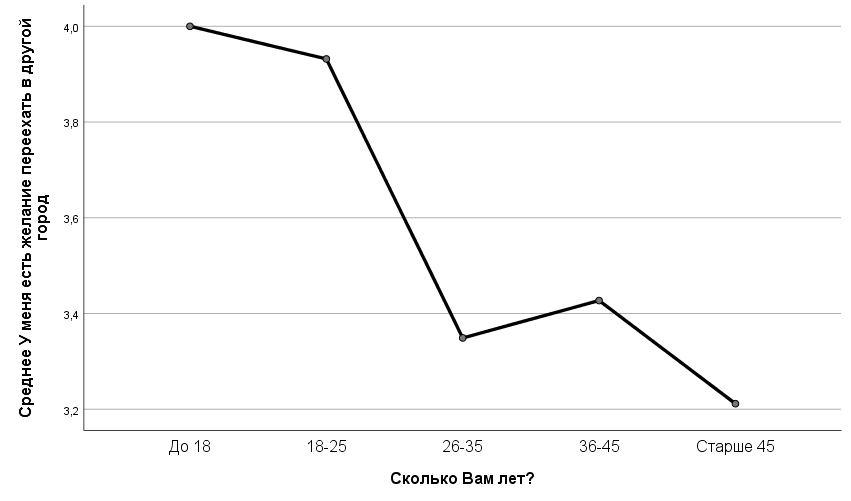 Среднее У меня есть желание переехать в другой
город
4,0
3,8
3,6
3,4
3,2
До 18
18-25
26-35
36-45
Старше 45
Сколько Вам лет?